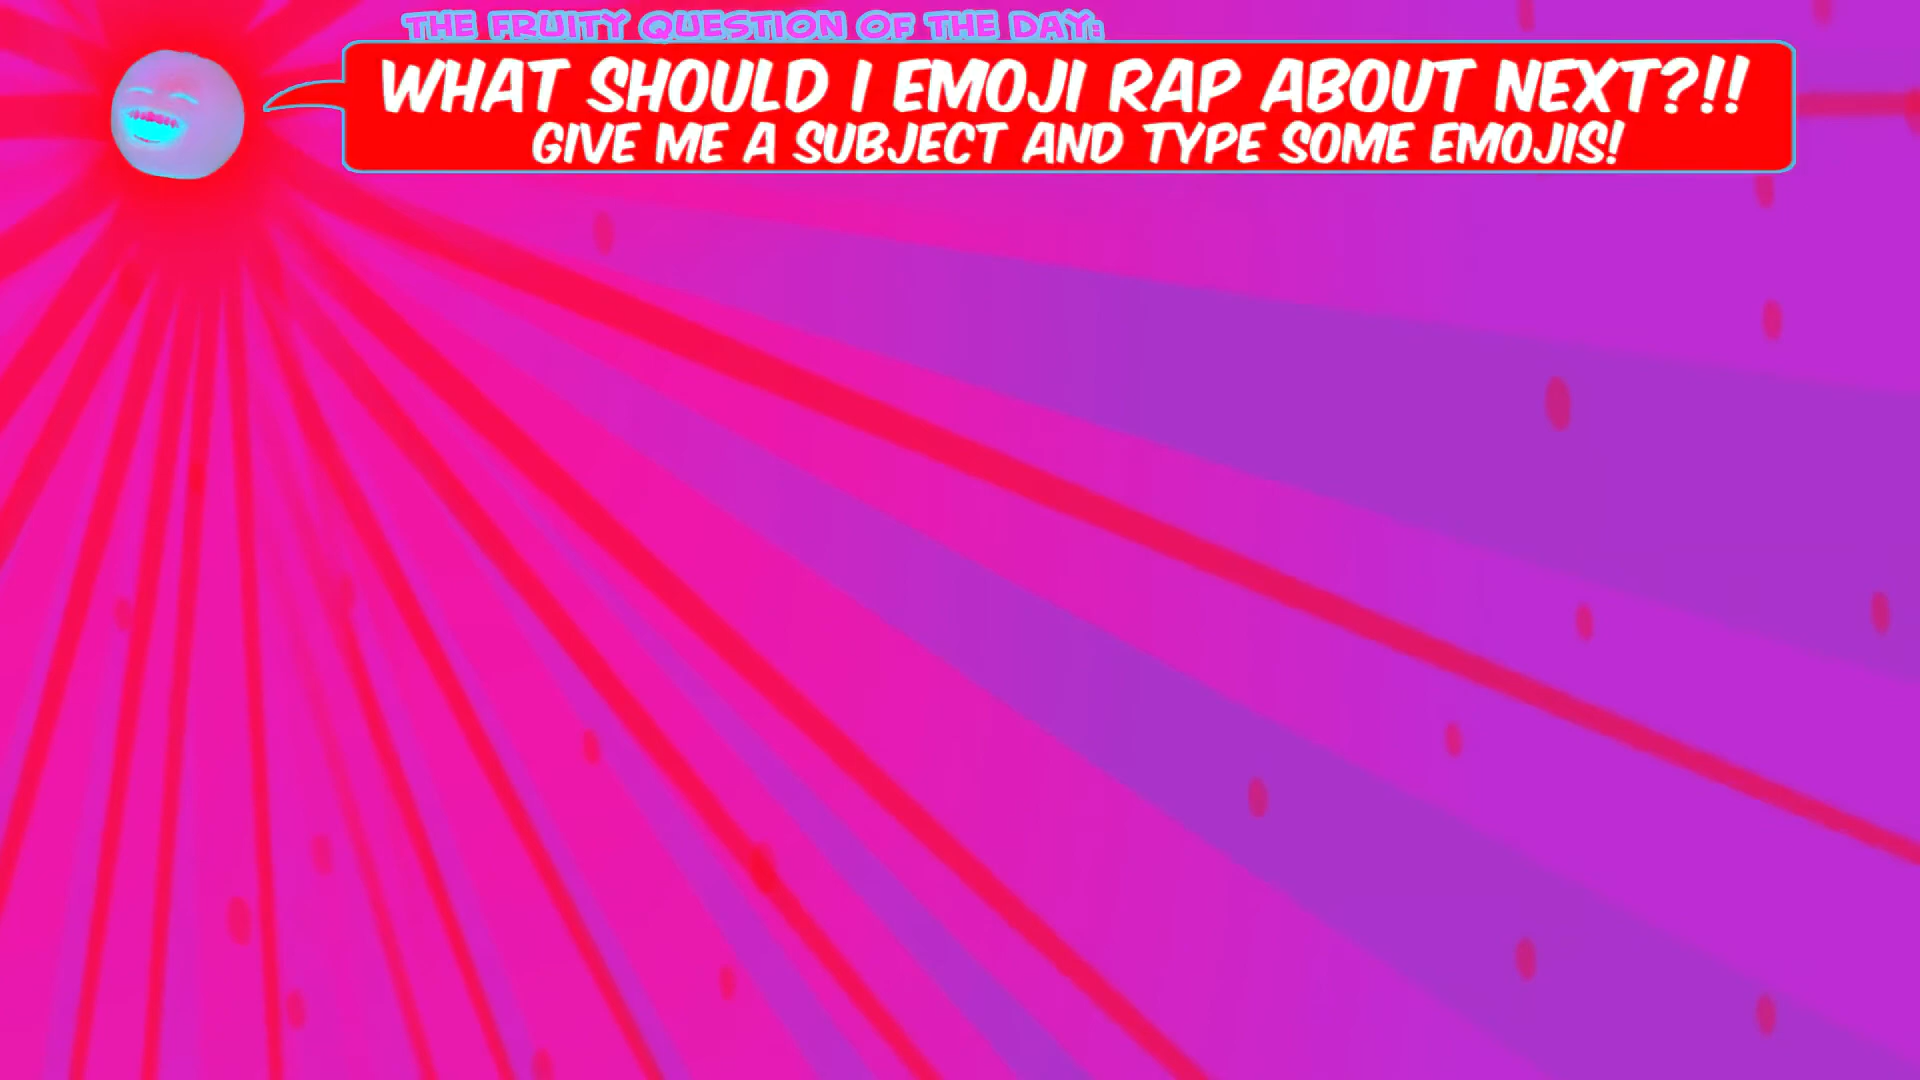 THE FRUITY QUESTION OF THE DAY:
WHAT SHOULD I EMOJI RAP ABOUT NEXT?!!
GIVE ME A SUBJECT AND TYPE SOME EMOJIS!